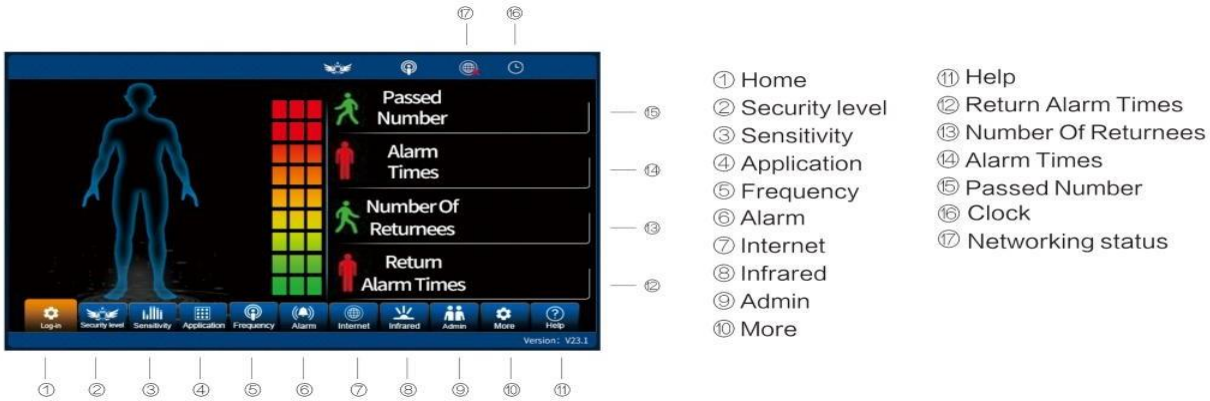 ⑰ ⑯
Passed
Number
⑮
Alarm
Times
⑭
Number Of
Returnees
⑬
Return
Alarm Times
⑫
Log-in Security level Sensitivity Application Frequency Alarm Internet Infrared Admin More Help
Version: V23.1
① ② ③ ④ ⑤ ⑥ ⑦ ⑧ ⑨ ⑩ ⑪
① Home
② Security level
③ Sensitivity
④ Application
⑤ Frequency
⑥ Alarm
⑦ Internet
⑧ Infrared
⑨ Admin
⑩ More
⑪ Help
⑫ Return Alarm Times
⑬ Number Of Returnees
⑭ Alarm Times
⑮ Passed Number
⑯ Clock
⑰ Networking status